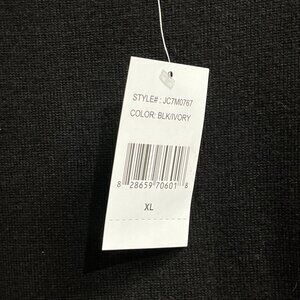 STYLE# : JC7M0767
COLOR: BLK/IVORY
8 28659 70601 8
XL